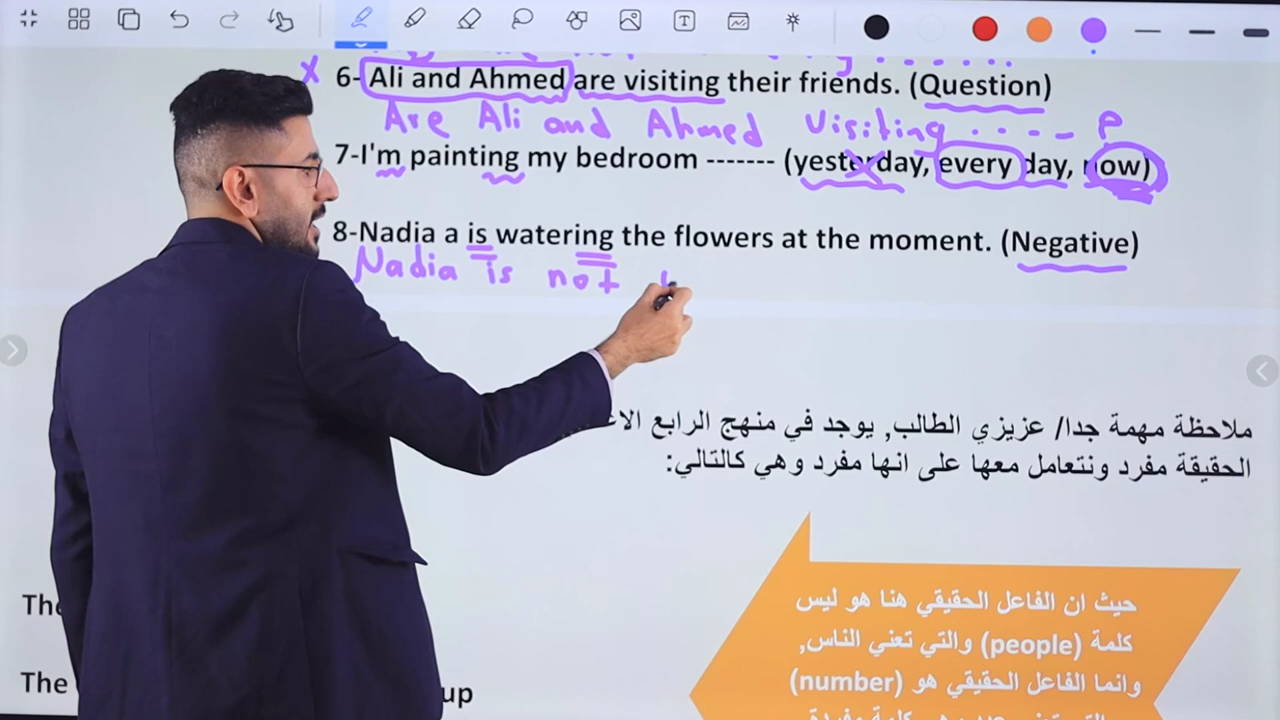 6- Ali and Ahmed are visiting their friends. (Question)
Are Ali and Ahmed visiting .... ?
7-I'm painting my bedroom ------- (yesterday, every day, now)
8-Nadia a is watering the flowers at the moment. (Negative)
Nadia is not
ملاحظة مهمة جدا/ عزيزي الطالب, يوجد في منهج الرابع
الحقيقة مفرد ونتعامل معها على انها مفرد وهي كالتالي:
حيث ان الفاعل الحقيقي هنا هو ليس
كلمة (people) والتي تعني الناس,
وانما الفاعل الحقيقي هو (number)
The
The up